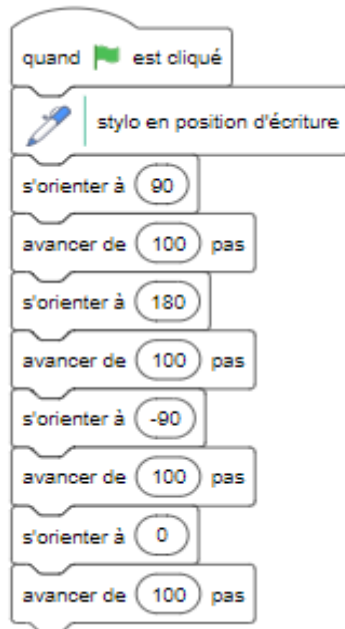 quand est cliqué
stylo en position d'écriture
s'orienter à 90
avancer de 100 pas
s'orienter à 180
avancer de 100 pas
s'orienter à -90
avancer de 100 pas
s'orienter à 0
avancer de 100 pas